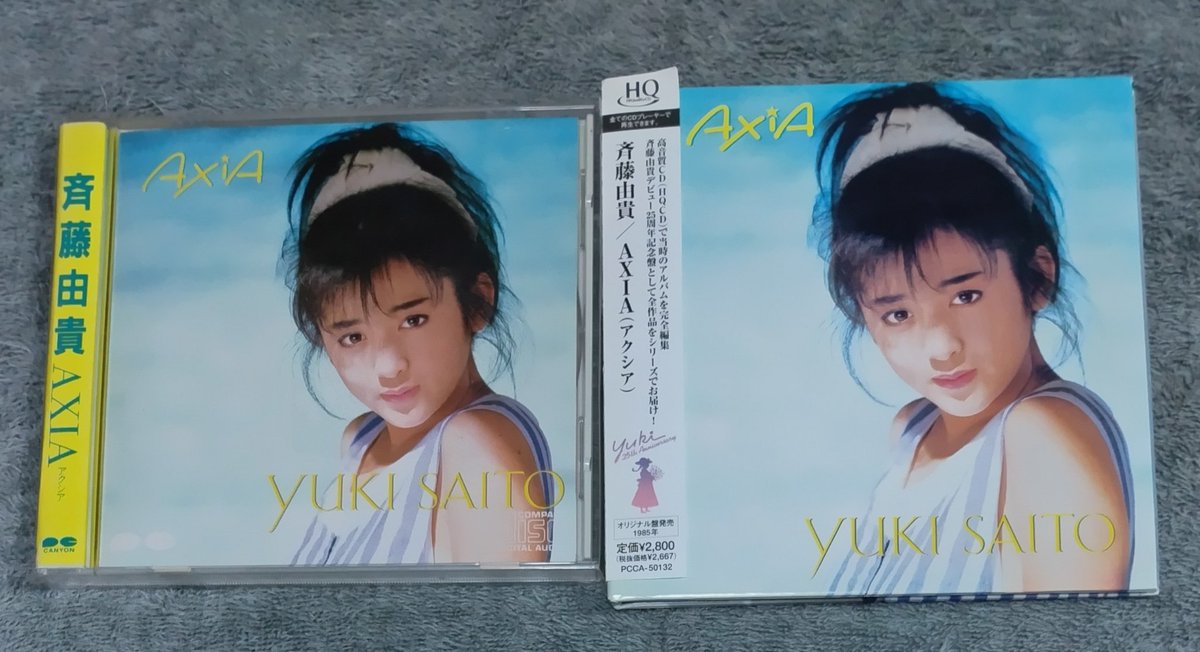 斉藤由貴 AXIA
アクシア
CANYON
AXiA
YUKI SAITO
COMPA
DISC
DIGITAL AUD
HQ
全てのCDプレーヤーで
再生できます。
高音質CD(HQCD)で当時のアルバムを完全編集
斉藤由貴デビュー25周年記念盤として全作品をシリーズでお届け!
斉藤由貴/AXIA(アクシア)
yuki
25th Anniversary
オリジナル盤発売
1985年
定価¥2,800
(税抜価格¥2,667)
PCCA-50132
AXiA
YUKI SAITO